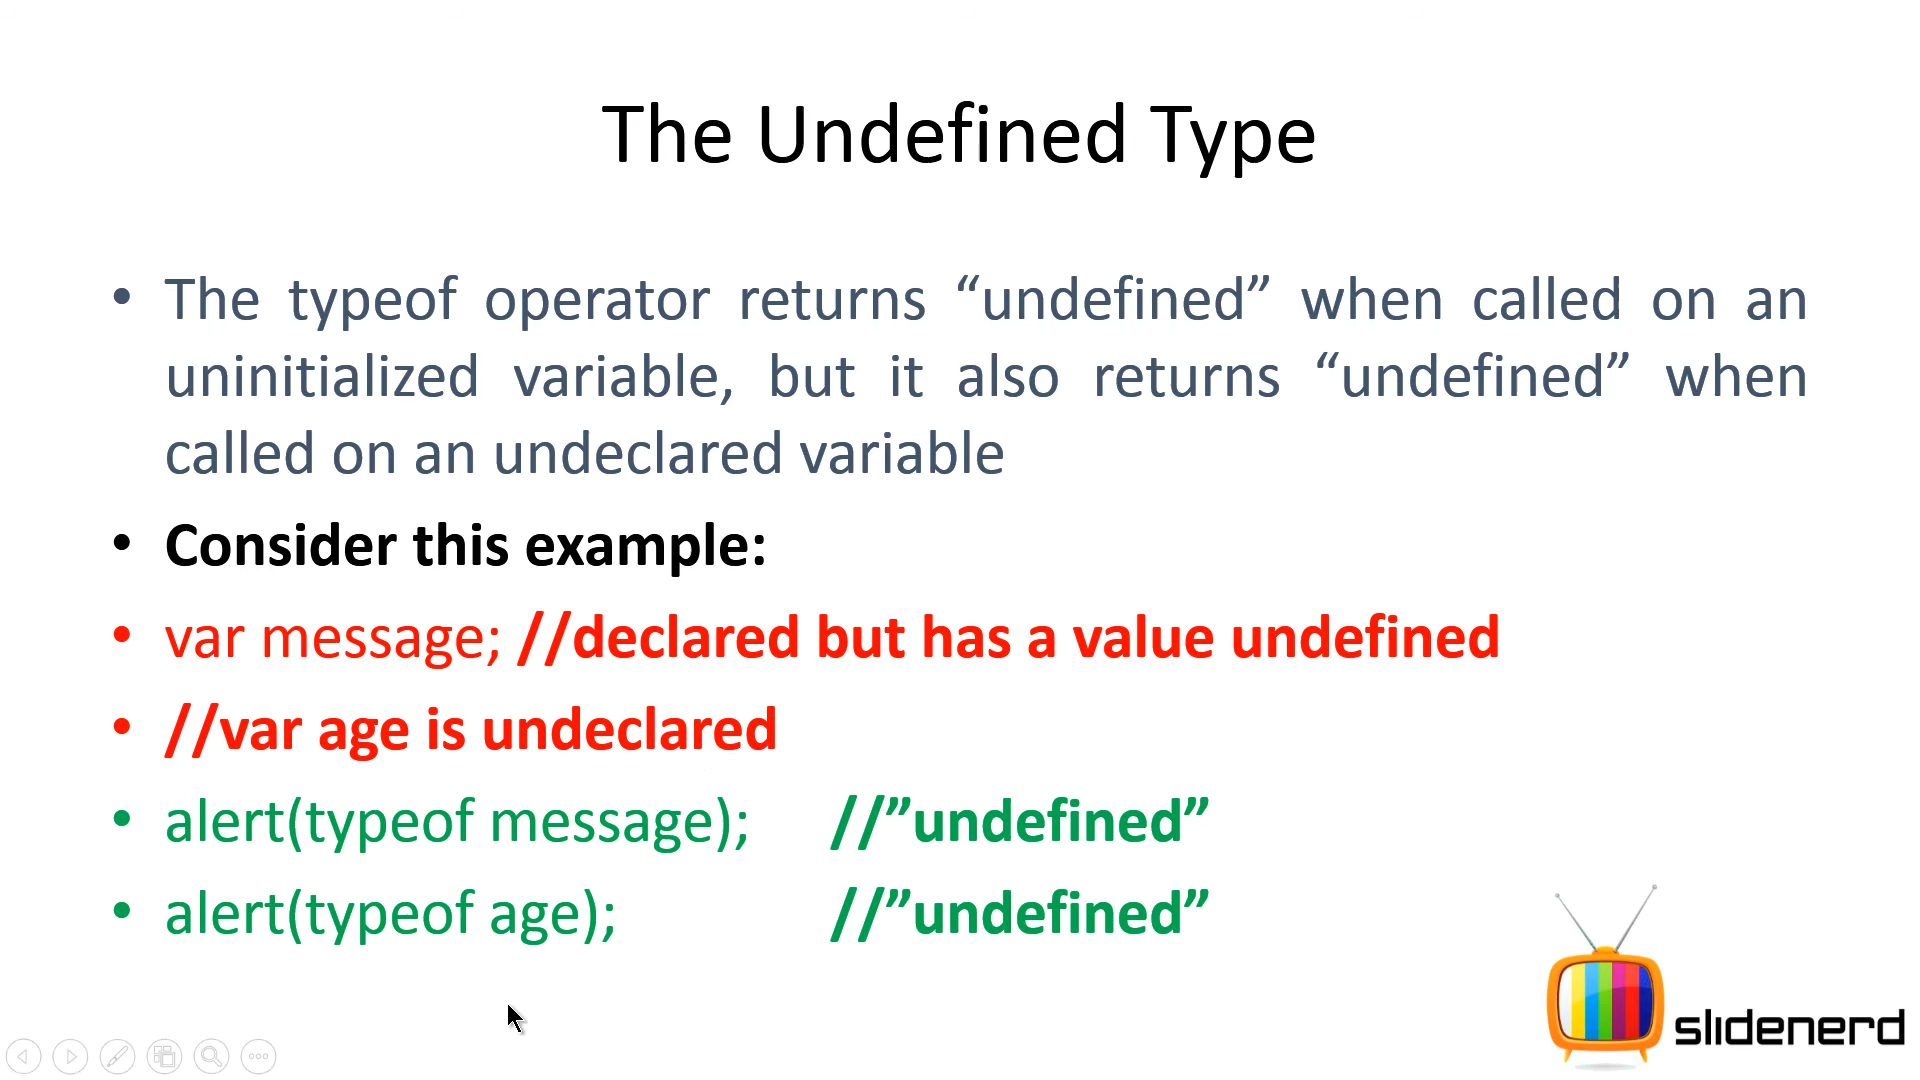 The Undefined Type
• The typeof operator returns “undefined” when called on an
uninitialized variable, but it also returns “undefined” when
called on an undeclared variable
• Consider this example:
• var message; //declared but has a value undefined
• //var age is undeclared
• alert(typeof message); //”undefined”
• alert(typeof age); //”undefined”
slidenerd